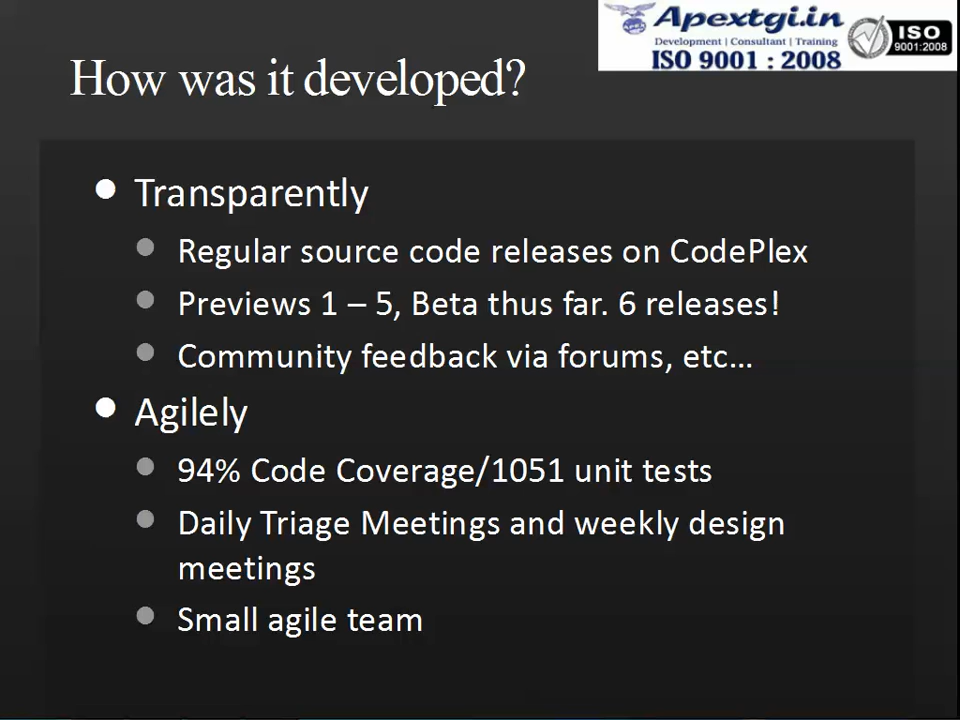 Apextgi.in
Development | Consultant | Training
ISO 9001 : 2008
ISO
9001:2008
How was it developed?
Transparently
Regular source code releases on CodePlex
Previews 1 – 5, Beta thus far. 6 releases!
Community feedback via forums, etc…
Agilely
94% Code Coverage/1051 unit tests
Daily Triage Meetings and weekly design
meetings
Small agile team